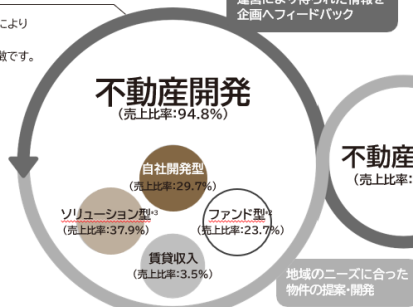 により
徴です。
運営により得られた情報を
企画へフィードバック
不動産開発
（売上比率：94.8%）
自社開発型
（売上比率：29.7%）
ソリューション型*3
（売上比率：37.9%）
ファンド型*2
（売上比率：23.7%）
賃貸収入
（売上比率：3.5%）
不動産
（売上比率：
地域のニーズに合った
物件の提案・開発